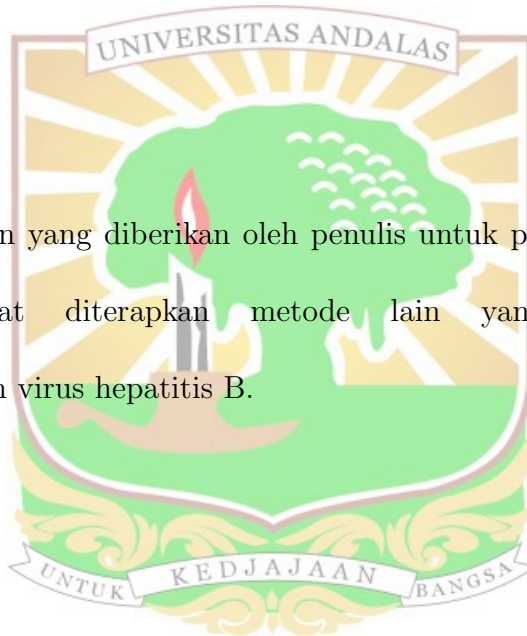 UNIVERSITAS ANDALAS
n yang diberikan oleh penulis untuk p
at diterapkan metode lain yan
n virus hepatitis B.
UNTUK KEDJAJAAN BANGSA